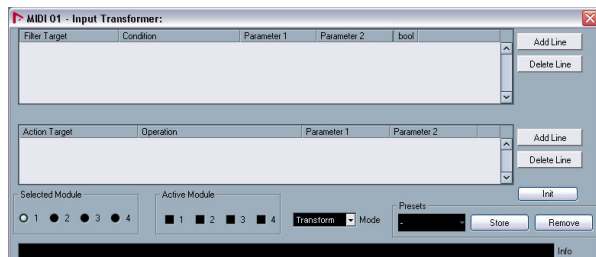 MIDI 01 - Input Transformer:
Filter Target Condition Parameter 1 Parameter 2 bool
Add Line
Delete Line
Action Target Operation Parameter 1 Parameter 2
Add Line
Delete Line
Init
Selected Module Active Module Presets
1 2 3 4 1 2 3 4 Transform Mode - Store Remove
Info